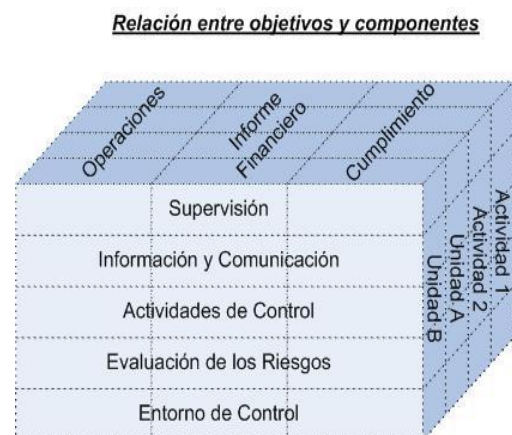 Relación entre objetivos y componentes
Operaciones
Informe
Financiero
Cumplimiento
Supervisión
Información y Comunicación
Actividades de Control
Evaluación de los Riesgos
Entorno de Control
Unidad B
Unidad A
Actividad 2
Actividad 1